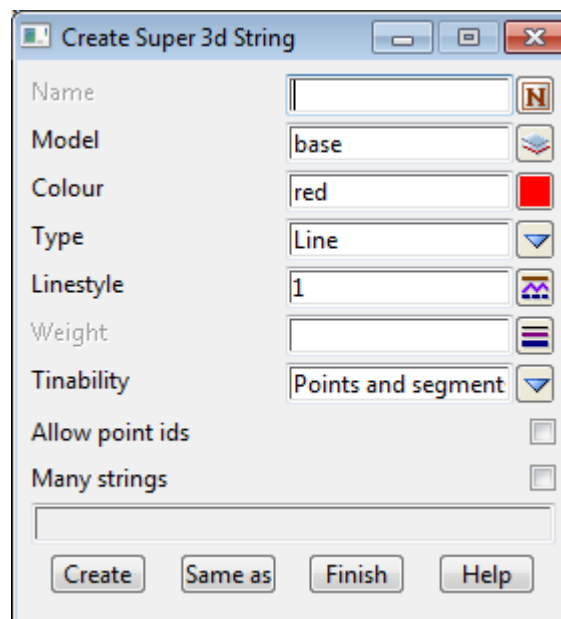 Create Super 3d String
Name N
Model base
Colour red
Type Line
Linestyle 1
Weight
Tinability Points and segment
Allow point ids
Many strings
Create Same as Finish Help